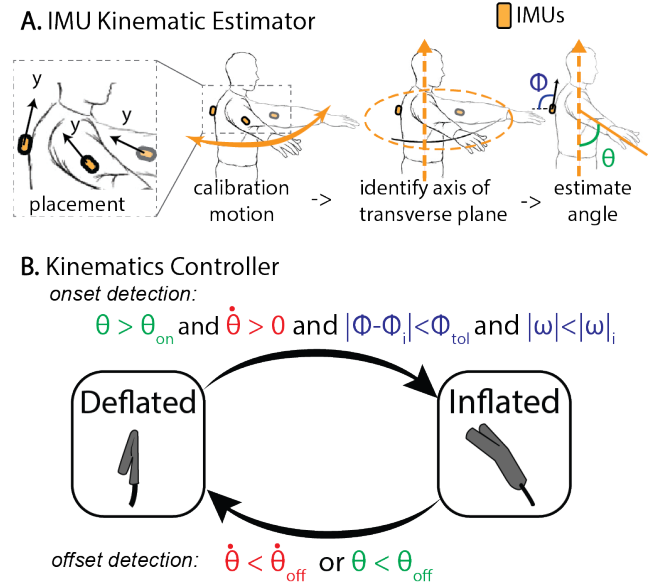 A. IMU Kinematic Estimator
IMUs
y
y
y
Φ
θ
placement
calibration
motion
->
identify axis of
transverse plane
->
estimate
angle
B. Kinematics Controller
onset detection:
θ > θon and θ̇ > 0 and |Φ-Φi|<Φtol and |ω|<|ω|i
Deflated
Inflated
offset detection: θ̇ < θ̇off or θ < θoff